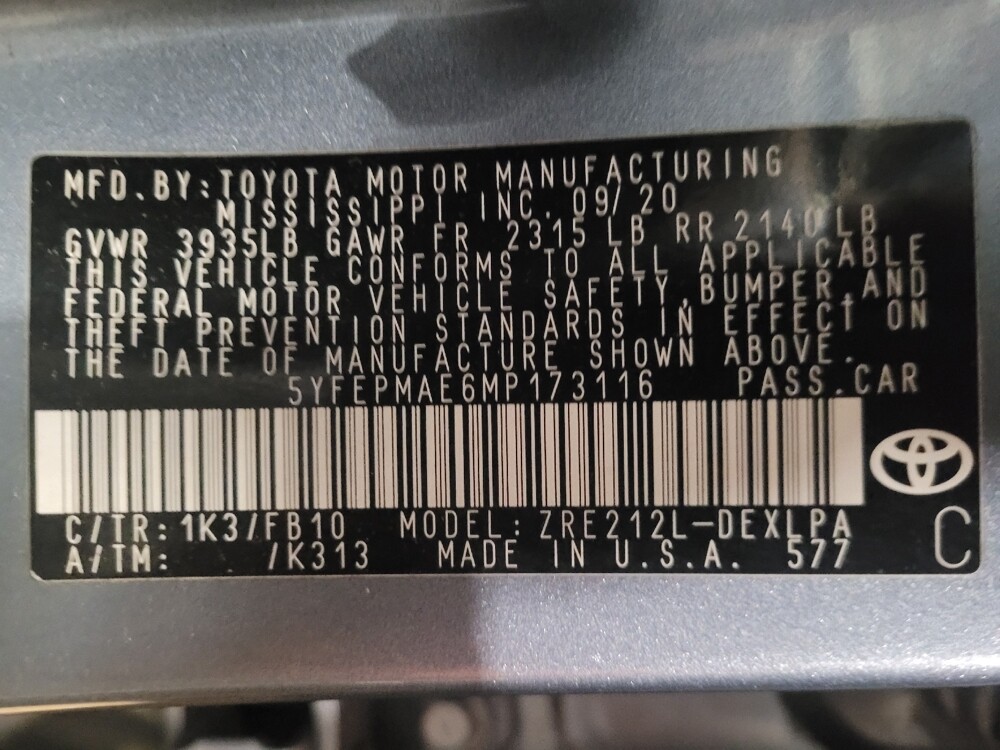 MFD.BY:TOYOTA MOTOR MANUFACTURING
MISSISSIPPI INC. 09/20
GVWR 3935LB GAWR FR 2315 LB RR 2140 LB
THIS VEHICLE CONFORMS TO ALL APPLICABLE
FEDERAL MOTOR VEHICLE SAFETY,BUMPER,AND
THEFT PREVENTION STANDARDS IN EFFECT ON
THE DATE OF MANUFACTURE SHOWN ABOVE.
5YFEPMAE6MP173116 PASS.CAR
C/TR:1K3/FB10 MODEL:ZRE212L-DEXLPA
A/TM: /K313 MADE IN U.S.A. 577
C